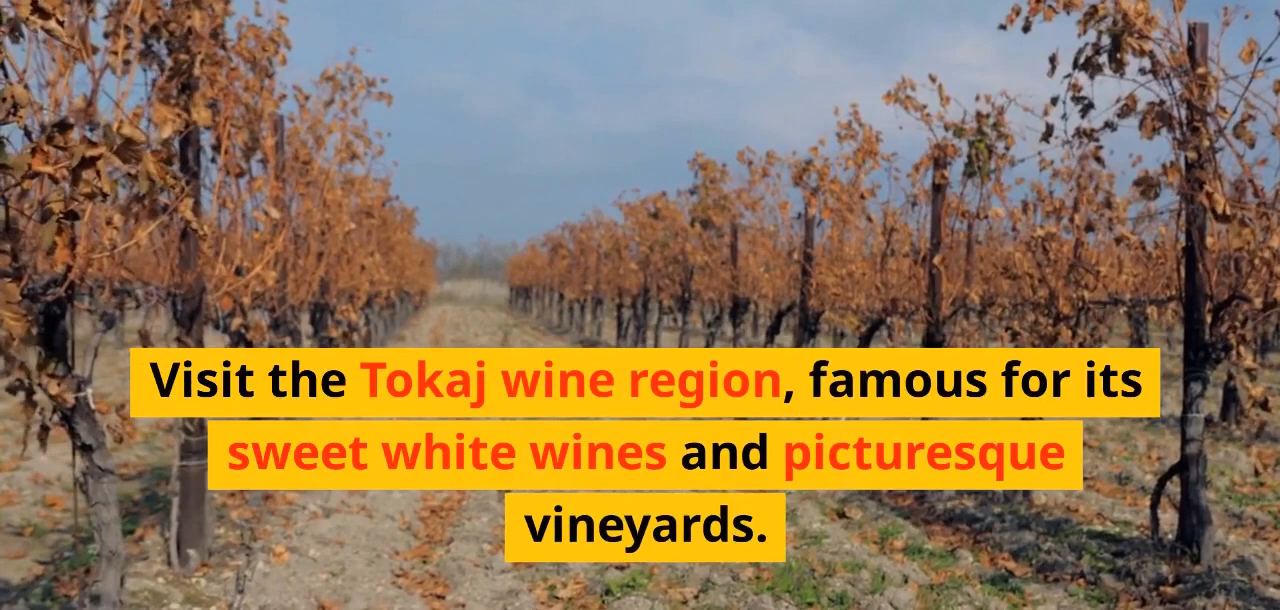 Visit the Tokaj wine region, famous for its
sweet white wines and picturesque
vineyards.